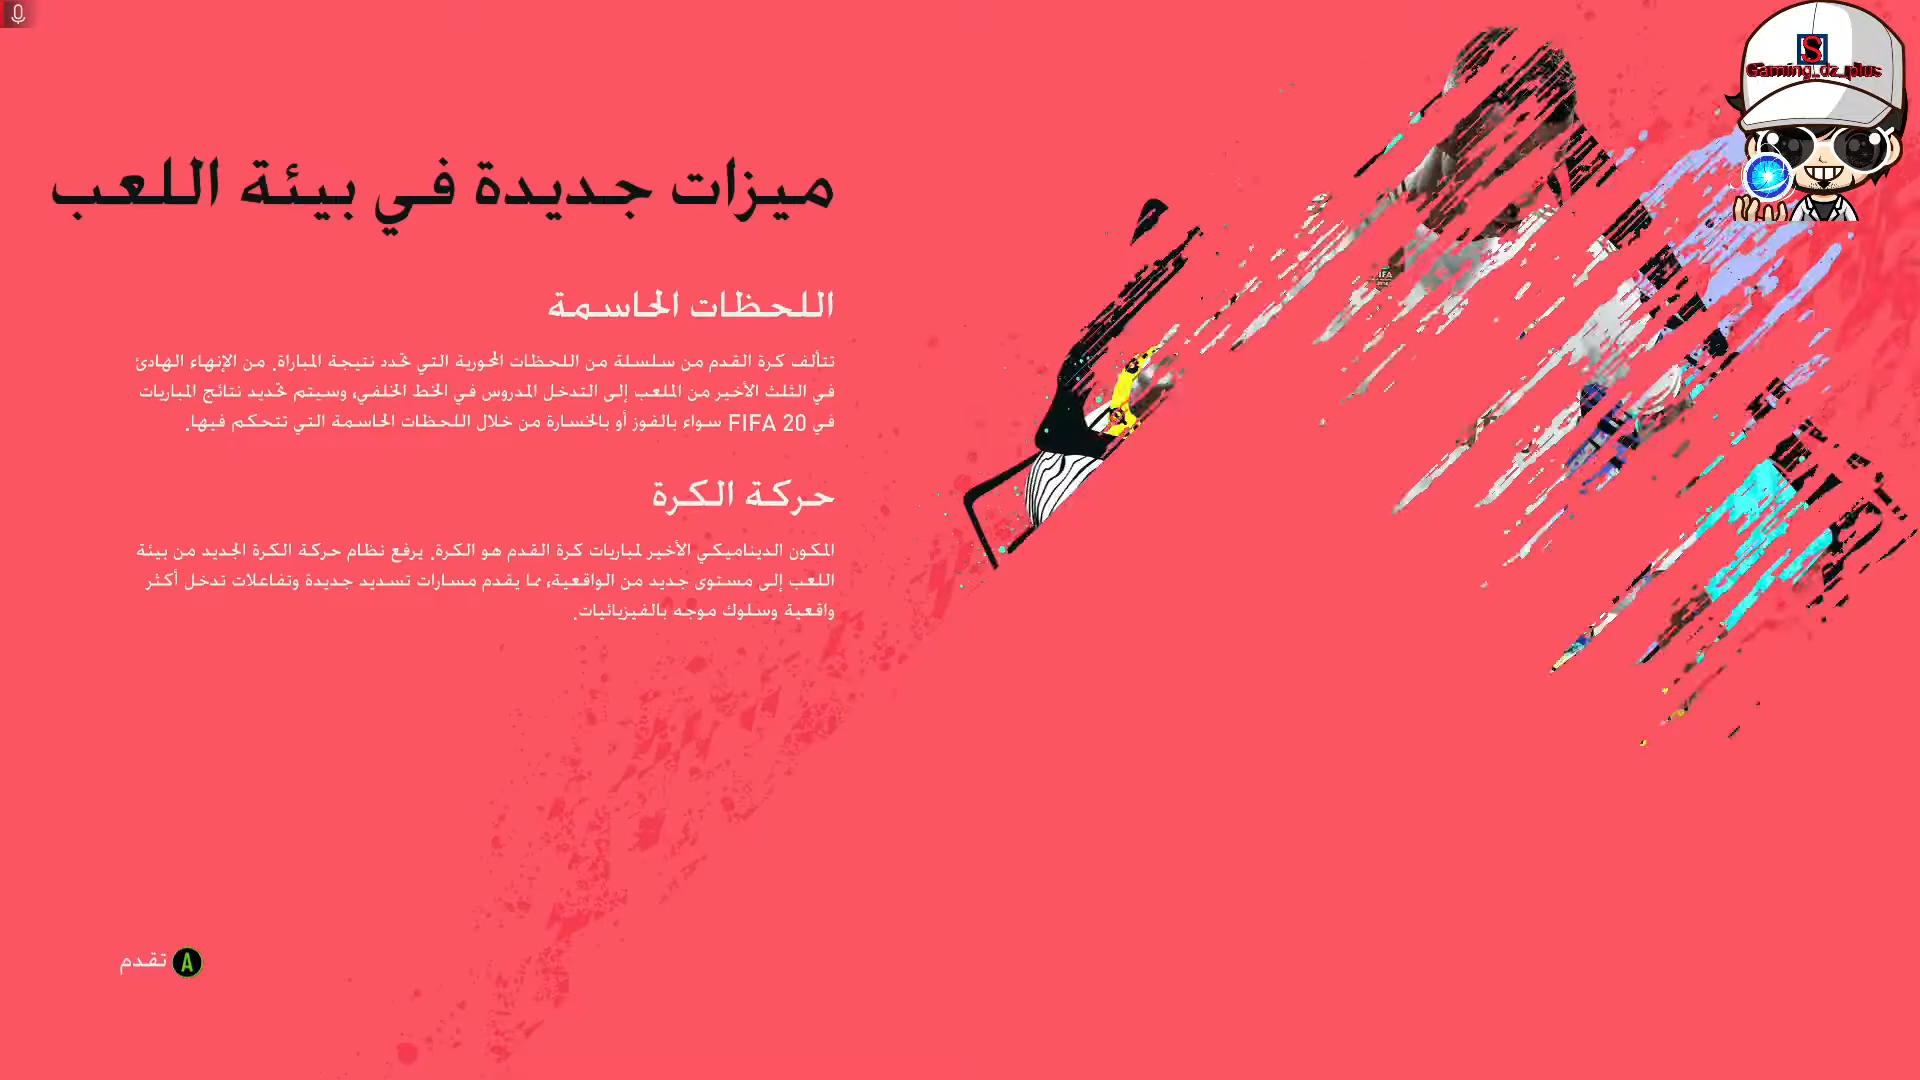 S
Gaming_dz_plus
ميزات جديدة في بيئة اللعب
اللحظات الحاسمة
تتألف كرة القدم من سلسلة من اللحظات المحورية التي تحدد نتيجة المباراة. من الإنهاء الهادئ
في الثلث الأخير من الملعب إلى التدخل المدروس في الخط الخلفي، وسيتم تحديد نتائج المباريات
في FIFA 20 سواء بالفوز أو بالخسارة من خلال اللحظات الحاسمة التي تتحكم فيها.
حركة الكرة
المكون الديناميكي الأخير لمباريات كرة القدم هو الكرة. يرفع نظام حركة الكرة الجديد من بيئة
اللعب إلى مستوى جديد من الواقعية، مما يقدم مسارات تسديد جديدة وتفاعلات تدخل أكثر
واقعية وسلوك موجه بالفيزيائيات.
A تقدم